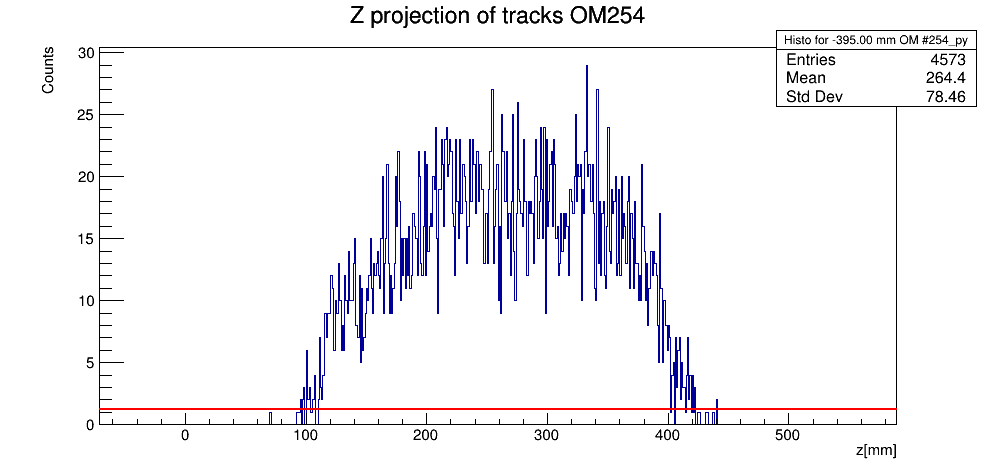 Z projection of tracks OM254
Histo for -395.00 mm OM #254_py
Entries 4573
Mean 264.4
Std Dev 78.46
Counts
30
25
20
15
10
5
0
0 100 200 300 400 500
z[mm]